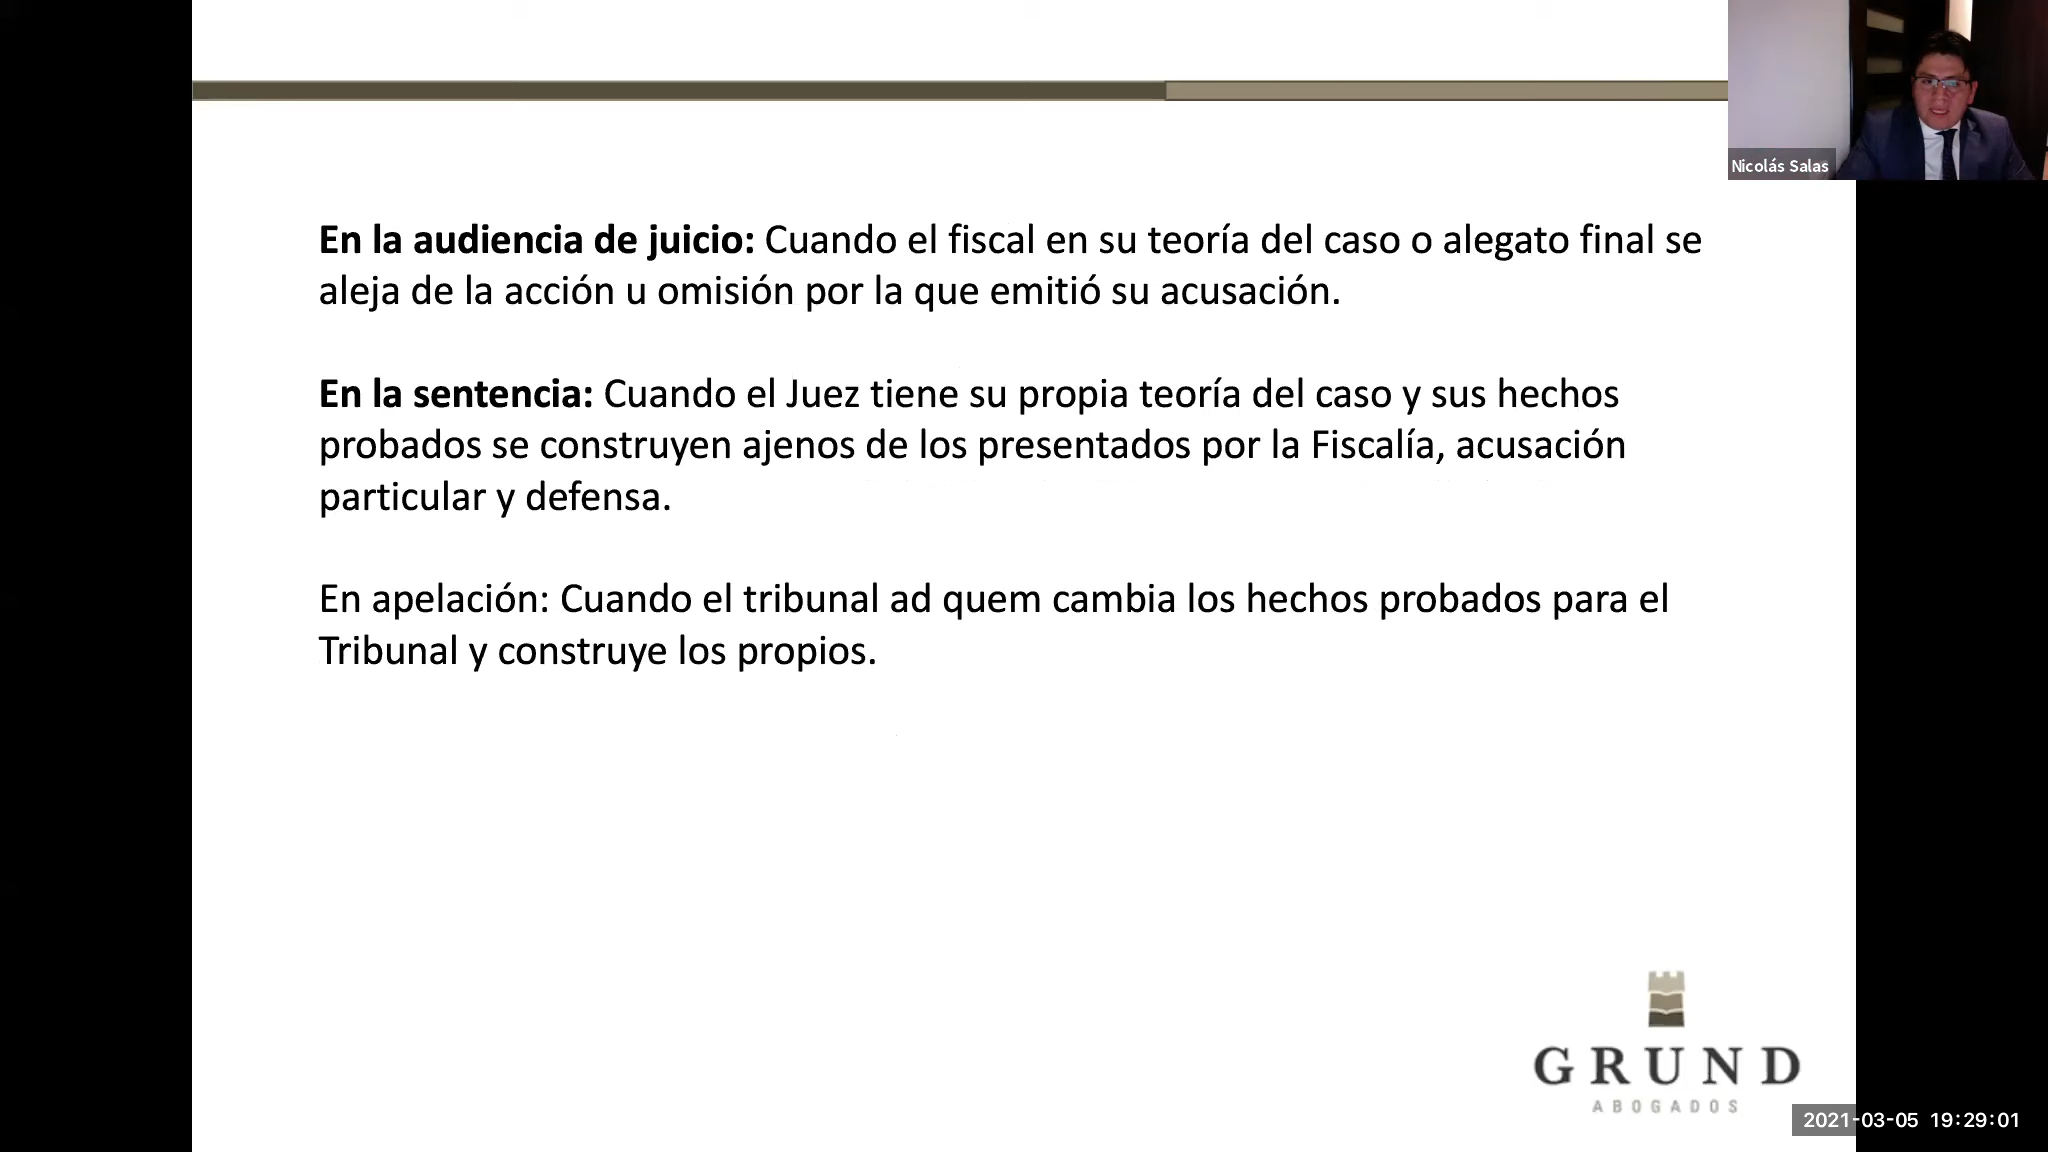 Nicolás Salas
En la audiencia de juicio: Cuando el fiscal en su teoría del caso o alegato final se
aleja de la acción u omisión por la que emitió su acusación.
En la sentencia: Cuando el Juez tiene su propia teoría del caso y sus hechos
probados se construyen ajenos de los presentados por la Fiscalía, acusación
particular y defensa.
En apelación: Cuando el tribunal ad quem cambia los hechos probados para el
Tribunal y construye los propios.
GRUND
ABOGADOS
2021-03-05 19:29:01